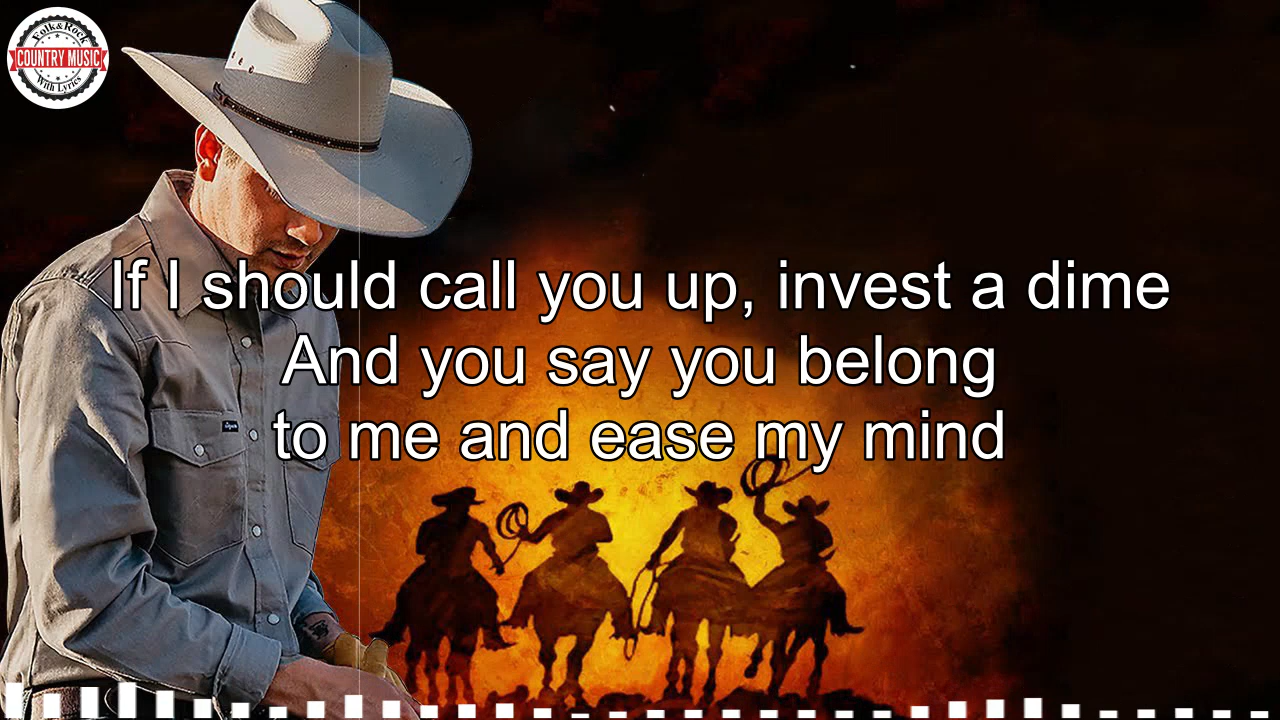 Folk&Rock
COUNTRY MUSIC
With Lyrics
If I should call you up, invest a dime
And you say you belong
to me and ease my mind